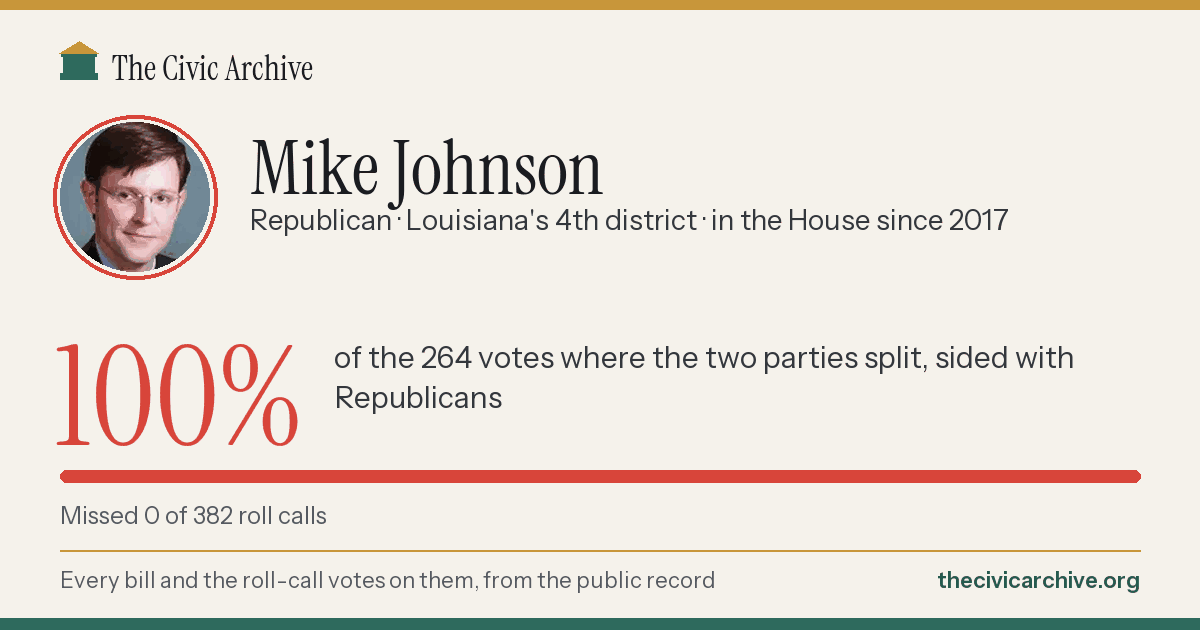 The Civic Archive
Mike Johnson
Republican · Louisiana's 4th district · in the House since 2017
100%
of the 264 votes where the two parties split, sided with
Republicans
Missed 0 of 382 roll calls
Every bill and the roll-call votes on them, from the public record
thecivicarchive.org